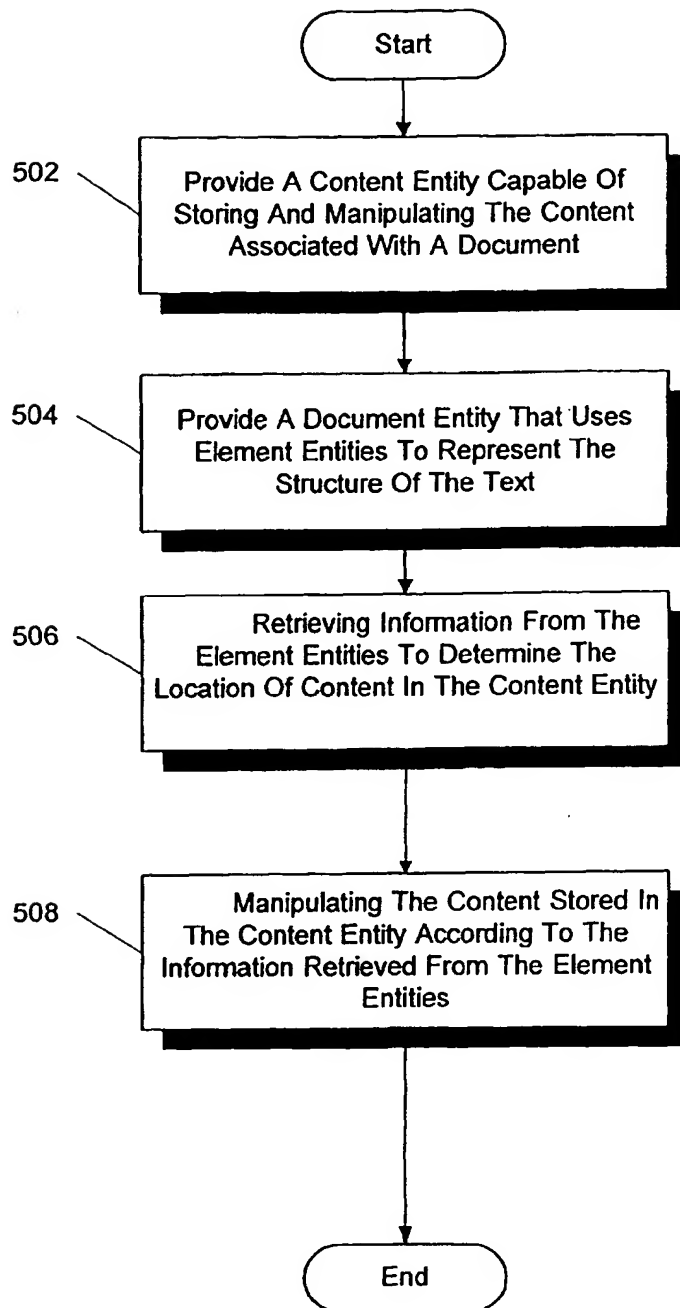 Start
502
Provide A Content Entity Capable Of
Storing And Manipulating The Content
Associated With A Document
504
Provide A Document Entity That Uses
Element Entities To Represent The
Structure Of The Text
506
Retrieving Information From The
Element Entities To Determine The
Location Of Content In The Content Entity
508
Manipulating The Content Stored In
The Content Entity According To The
Information Retrieved From The Element
Entities
End